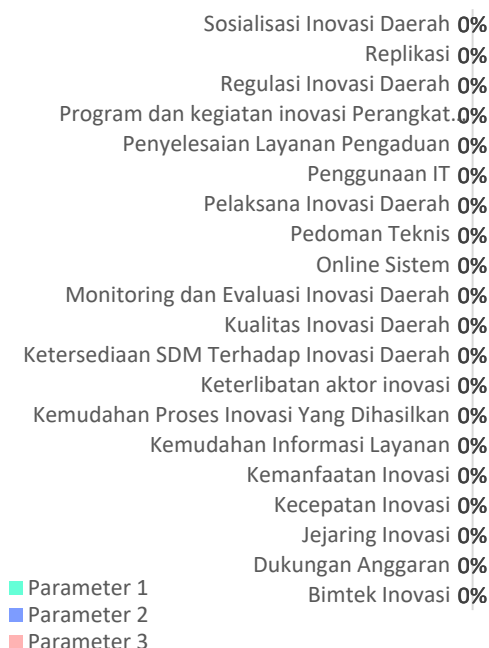 Sosialisasi Inovasi Daerah 0%
Replikasi 0%
Regulasi Inovasi Daerah 0%
Program dan kegiatan inovasi Perangkat… 0%
Penyelesaian Layanan Pengaduan 0%
Penggunaan IT 0%
Pelaksana Inovasi Daerah 0%
Pedoman Teknis 0%
Online Sistem 0%
Monitoring dan Evaluasi Inovasi Daerah 0%
Kualitas Inovasi Daerah 0%
Ketersediaan SDM Terhadap Inovasi Daerah 0%
Keterlibatan aktor inovasi 0%
Kemudahan Proses Inovasi Yang Dihasilkan 0%
Kemudahan Informasi Layanan 0%
Kemanfaatan Inovasi 0%
Kecepatan Inovasi 0%
Jejaring Inovasi 0%
Dukungan Anggaran 0%
Bimtek Inovasi 0%
Parameter 1
Parameter 2
Parameter 3